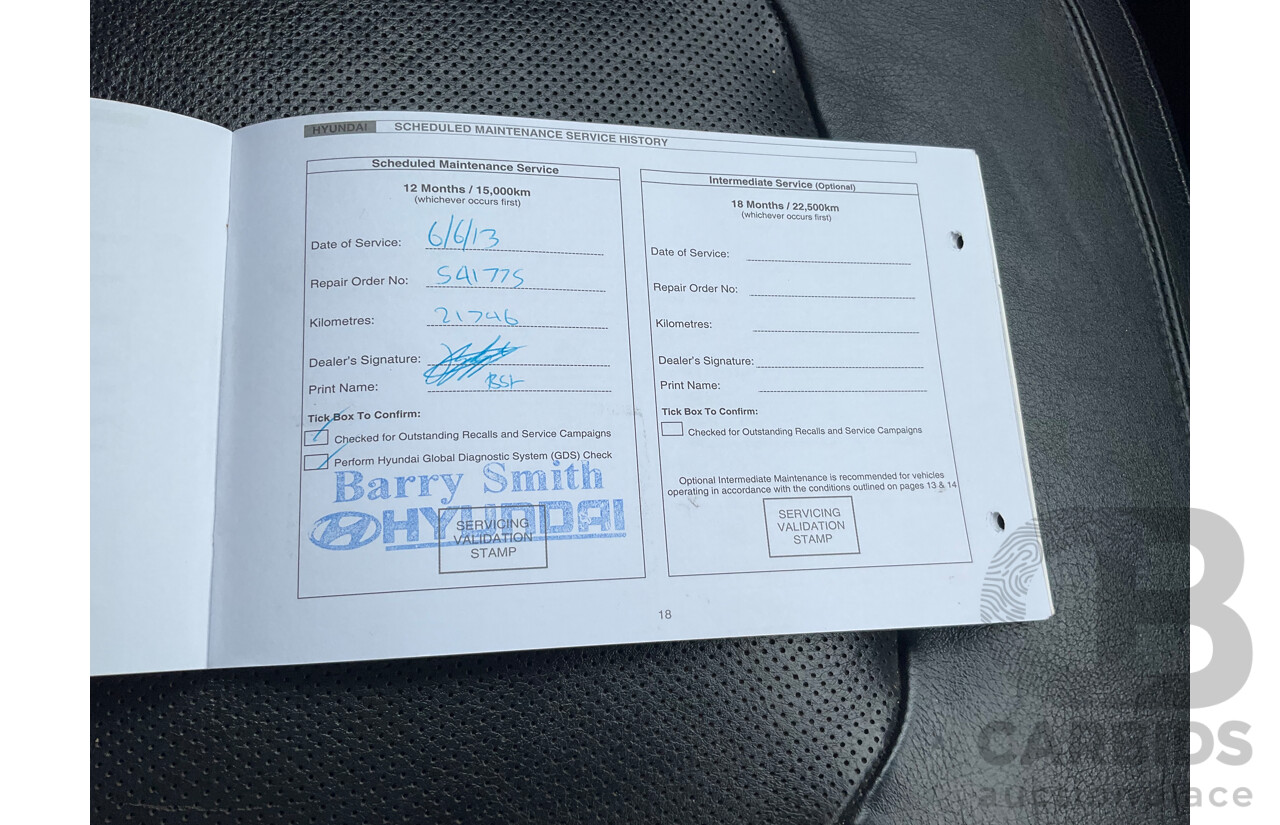 HYUNDAI SCHEDULED MAINTENANCE SERVICE HISTORY
Scheduled Maintenance Service
12 Months / 15,000km
(whichever occurs first)
Date of Service: 6/6/13
Repair Order No: S41775
Kilometres: 21746
Dealer's Signature:
Print Name:
Tick Box To Confirm:
Checked for Outstanding Recalls and Service Campaigns
Perform Hyundai Global Diagnostic System (GDS) Check
Barry Smith
HYUNDAI
SERVICING
VALIDATION
STAMP
Intermediate Service (Optional)
18 Months / 22,500km
(whichever occurs first)
Date of Service:
Repair Order No:
Kilometres:
Dealer's Signature:
Print Name:
Tick Box To Confirm:
Checked for Outstanding Recalls and Service Campaigns
Optional Intermediate Maintenance is recommended for vehicles
operating in accordance with the conditions outlined on pages 13 & 14
SERVICING
VALIDATION
STAMP
18
CARBIDS
auctionplace